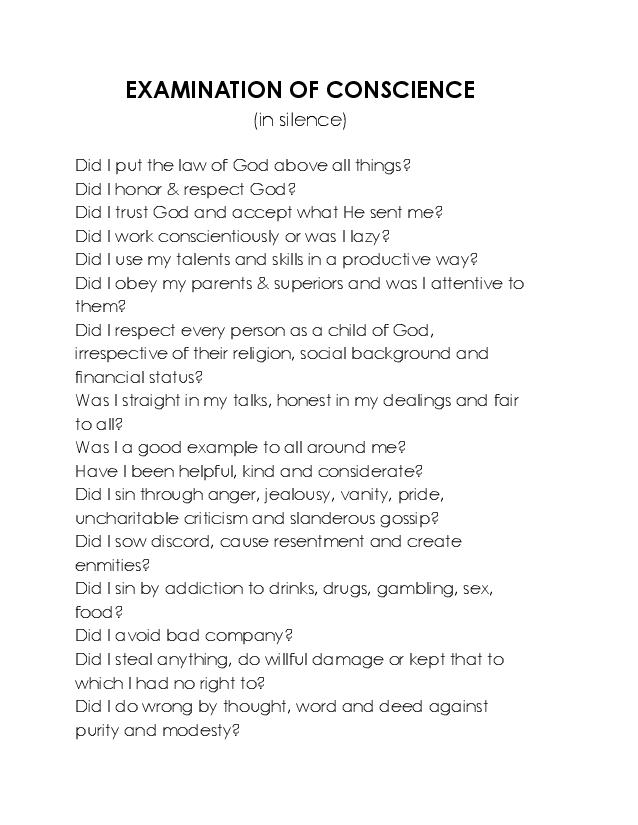 EXAMINATION OF CONSCIENCE
(in silence)
Did I put the law of God above all things?
Did I honor & respect God?
Did I trust God and accept what He sent me?
Did I work conscientiously or was I lazy?
Did I use my talents and skills in a productive way?
Did I obey my parents & superiors and was I attentive to
them?
Did I respect every person as a child of God,
irrespective of their religion, social background and
financial status?
Was I straight in my talks, honest in my dealings and fair
to all?
Was I a good example to all around me?
Have I been helpful, kind and considerate?
Did I sin through anger, jealousy, vanity, pride,
uncharitable criticism and slanderous gossip?
Did I sow discord, cause resentment and create
enmities?
Did I sin by addiction to drinks, drugs, gambling, sex,
food?
Did I avoid bad company?
Did I steal anything, do willful damage or kept that to
which I had no right to?
Did I do wrong by thought, word and deed against
purity and modesty?